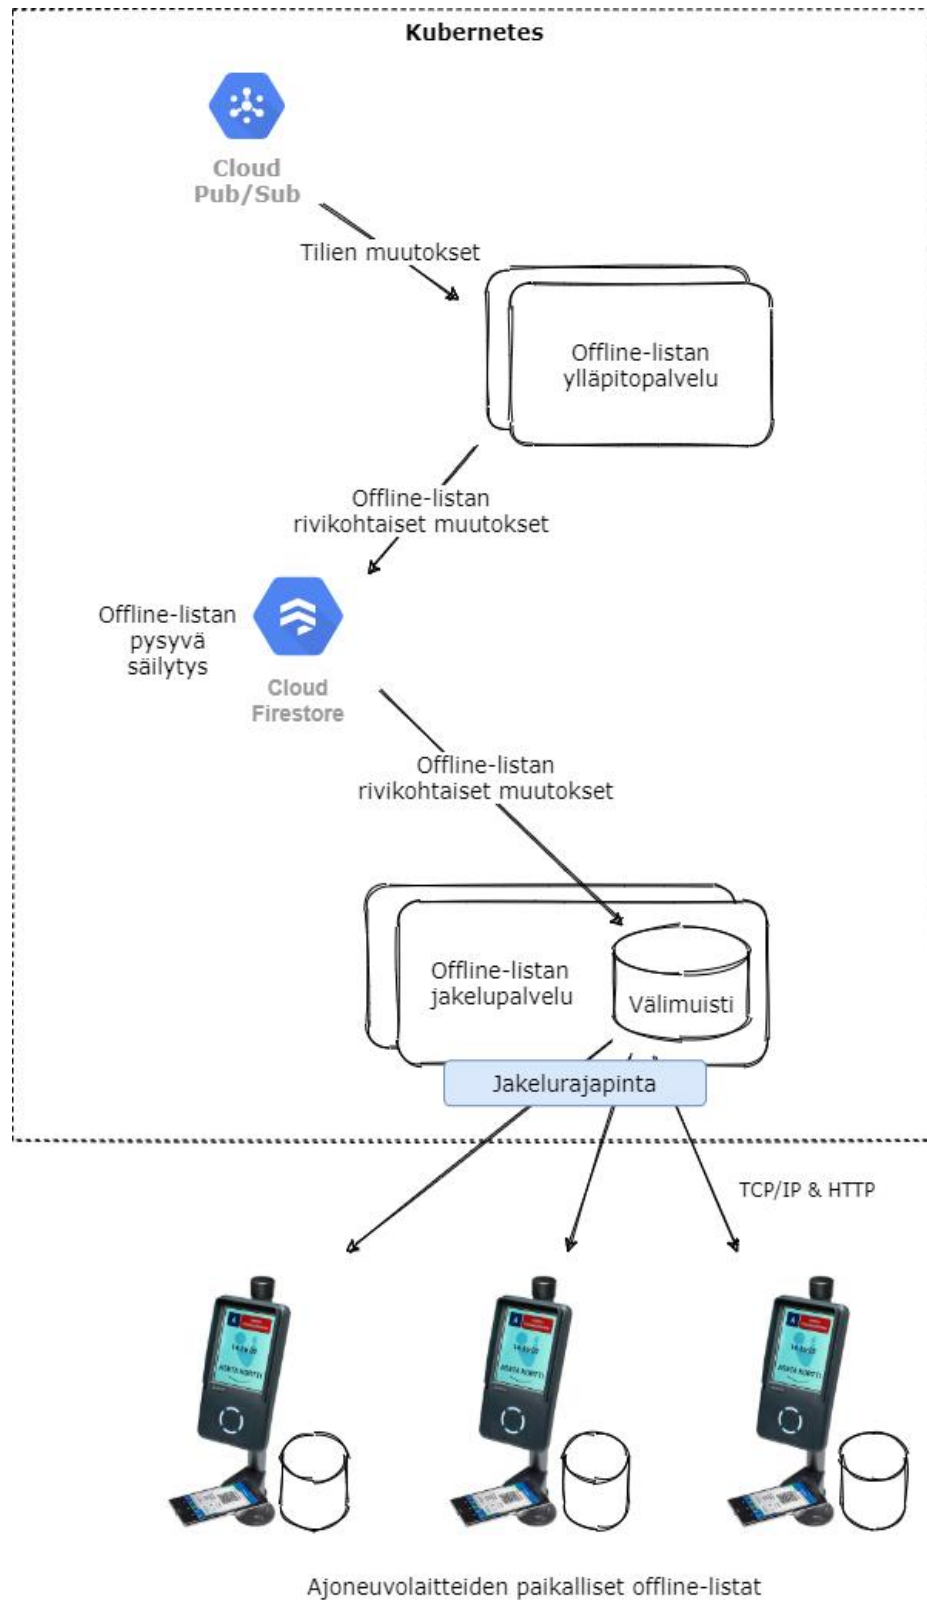 Kubernetes
Cloud
Pub/Sub
Tilien muutokset
Offline-listan
ylläpitopalvelu
Offline-listan
rivikohtaiset muutokset
Offline-listan
pysyvä
säilytys
Cloud
Firestore
Offline-listan
rivikohtaiset muutokset
Offline-listan
jakelupalvelu
Välimuisti
Jakelurajapinta
TCP/IP & HTTP
Ajoneuvolaitteiden paikalliset offline-listat